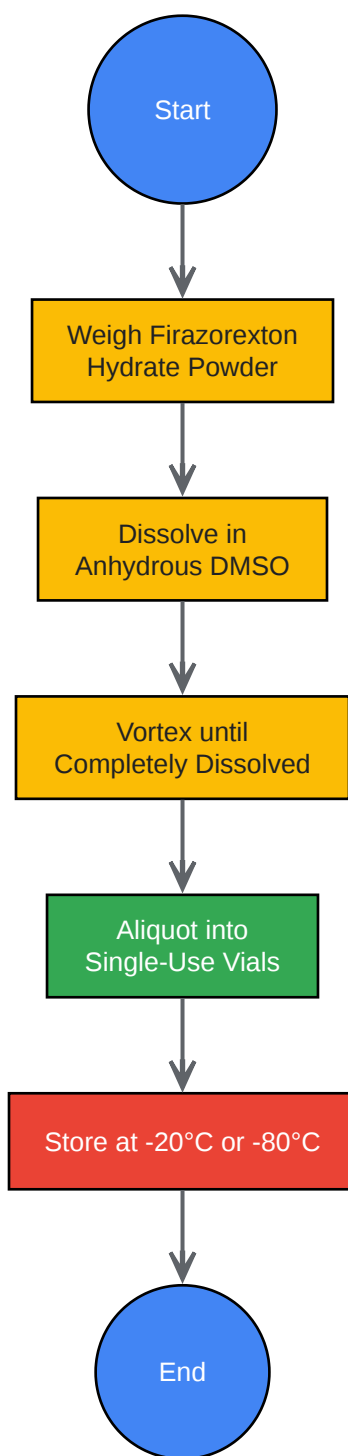 Start
Weigh Firazorexton
Hydrate Powder
Dissolve in
Anhydrous DMSO
Vortex until
Completely Dissolved
Aliquot into
Single-Use Vials
Store at -20°C or -80°C
End